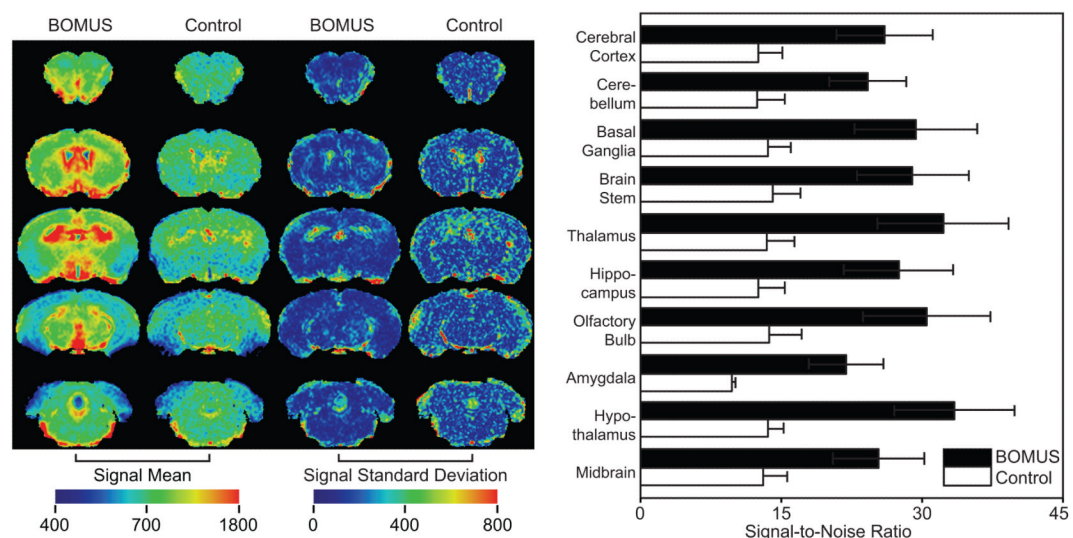 BOMUS Control BOMUS Control
Signal Mean
400 700 1800
Signal Standard Deviation
0 400 800
Cerebral
Cortex
Cere-
bellum
Basal
Ganglia
Brain
Stem
Thalamus
Hippo-
campus
Olfactory
Bulb
Amygdala
Hypo-
thalamus
Midbrain
BOMUS
Control
0 15 30 45
Signal-to-Noise Ratio